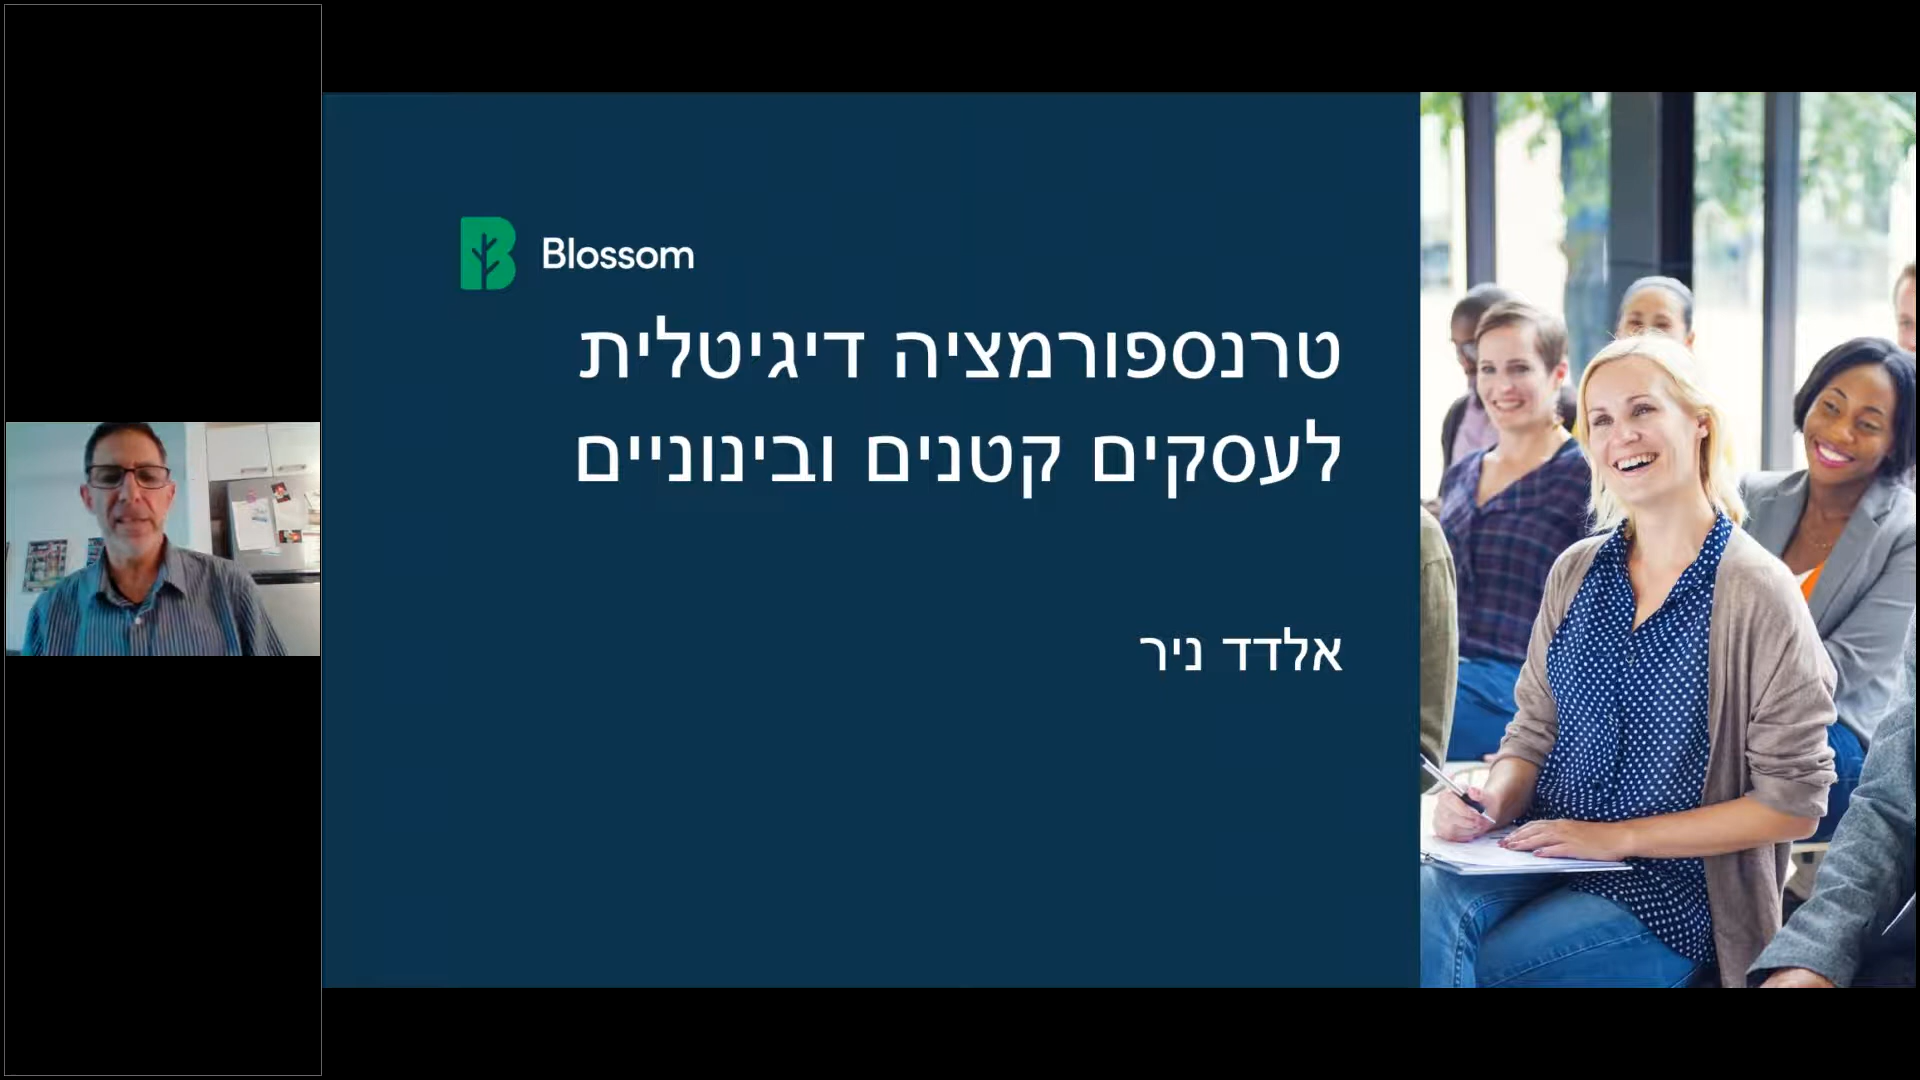 Blossom
טרנספורמציה דיגיטלית
לעסקים קטנים ובינוניים
אלדד ניר